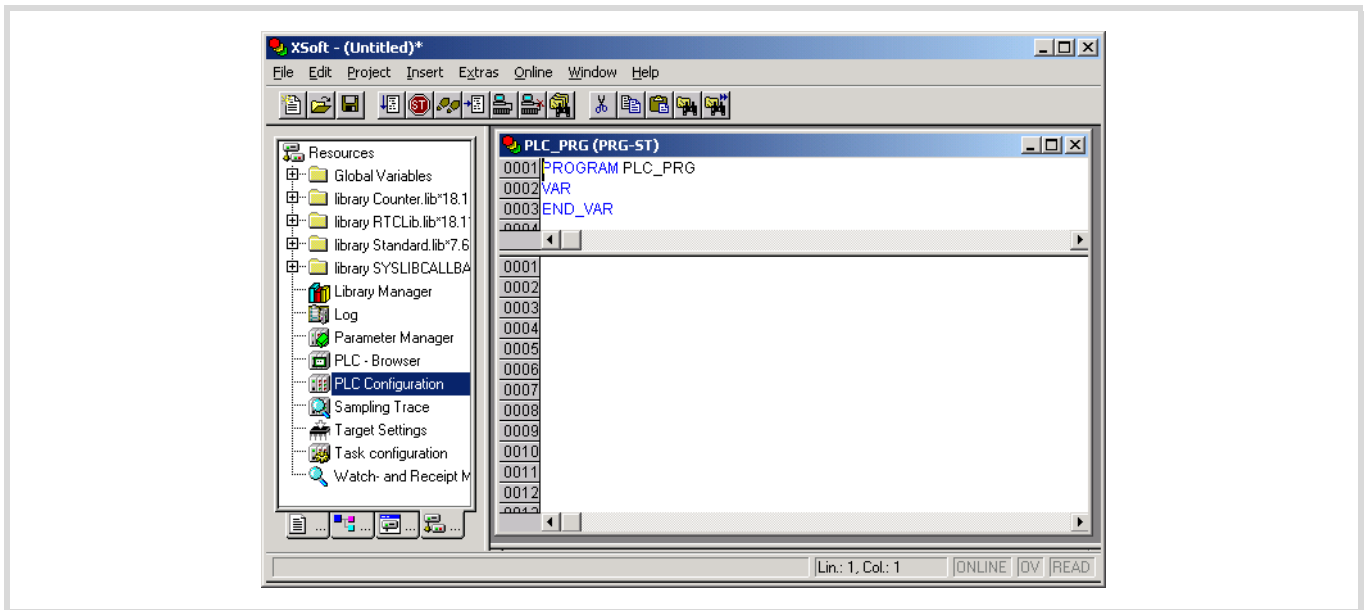 XSoft - (Untitled)*
File Edit Project Insert Extras Online Window Help
Resources
Global Variables
library Counter.lib*18.1
library RTCLib.lib*18.1
library Standard.lib*7.6
library SYSLIBCALLBA
Library Manager
Log
Parameter Manager
PLC - Browser
PLC Configuration
Sampling Trace
Target Settings
Task configuration
Watch- and Receipt M
... ... ... ...
PLC_PRG (PRG-ST)
0001 PROGRAM PLC_PRG
0002 VAR
0003 END_VAR
0004
0001
0002
0003
0004
0005
0006
0007
0008
0009
0010
0011
0012
0013
Lin.: 1, Col.: 1 ONLINE OV READ